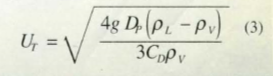 U_T = √(4g D_P (ρ_L − ρ_V) / 3C_D ρ_V) (3)